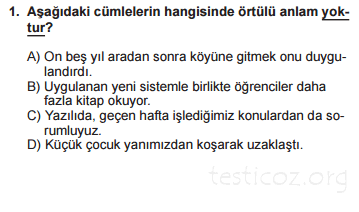 1. Aşağıdaki cümlelerin hangisinde örtülü anlam yok-
tur?
A) On beş yıl aradan sonra köyüne gitmek onu duygu-
landırdı.
B) Uygulanan yeni sistemle birlikte öğrenciler daha
fazla kitap okuyor.
C) Yazılıda, geçen hafta işlediğimiz konulardan da so-
rumluyuz.
D) Küçük çocuk yanımızdan koşarak uzaklaştı.
testicoz.org